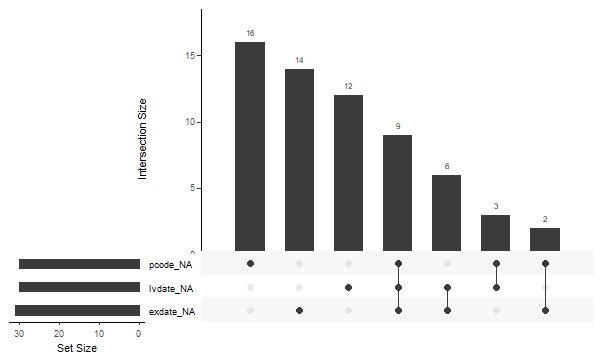 16
14
12
9
6
3
2
15
10
5
Intersection Size
pcode_NA
lvdate_NA
exdate_NA
30 20 10 0
Set Size